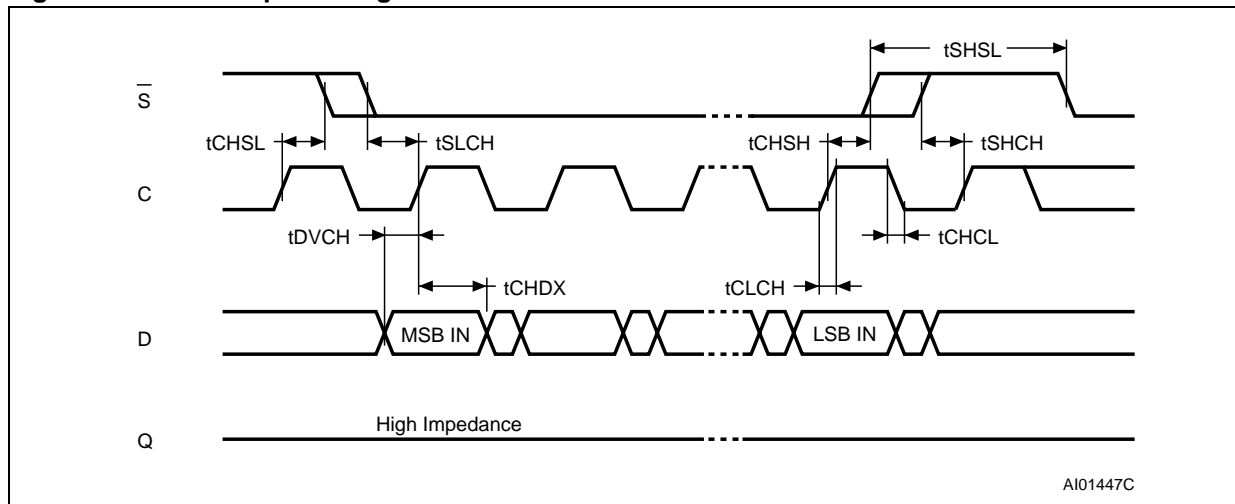 tSHSL
S
tCHSL
tSLCH
tCHSH
tSHCH
C
tDVCH
tCHCL
tCHDX
tCLCH
D
MSB IN
LSB IN
High Impedance
Q
AI01447C